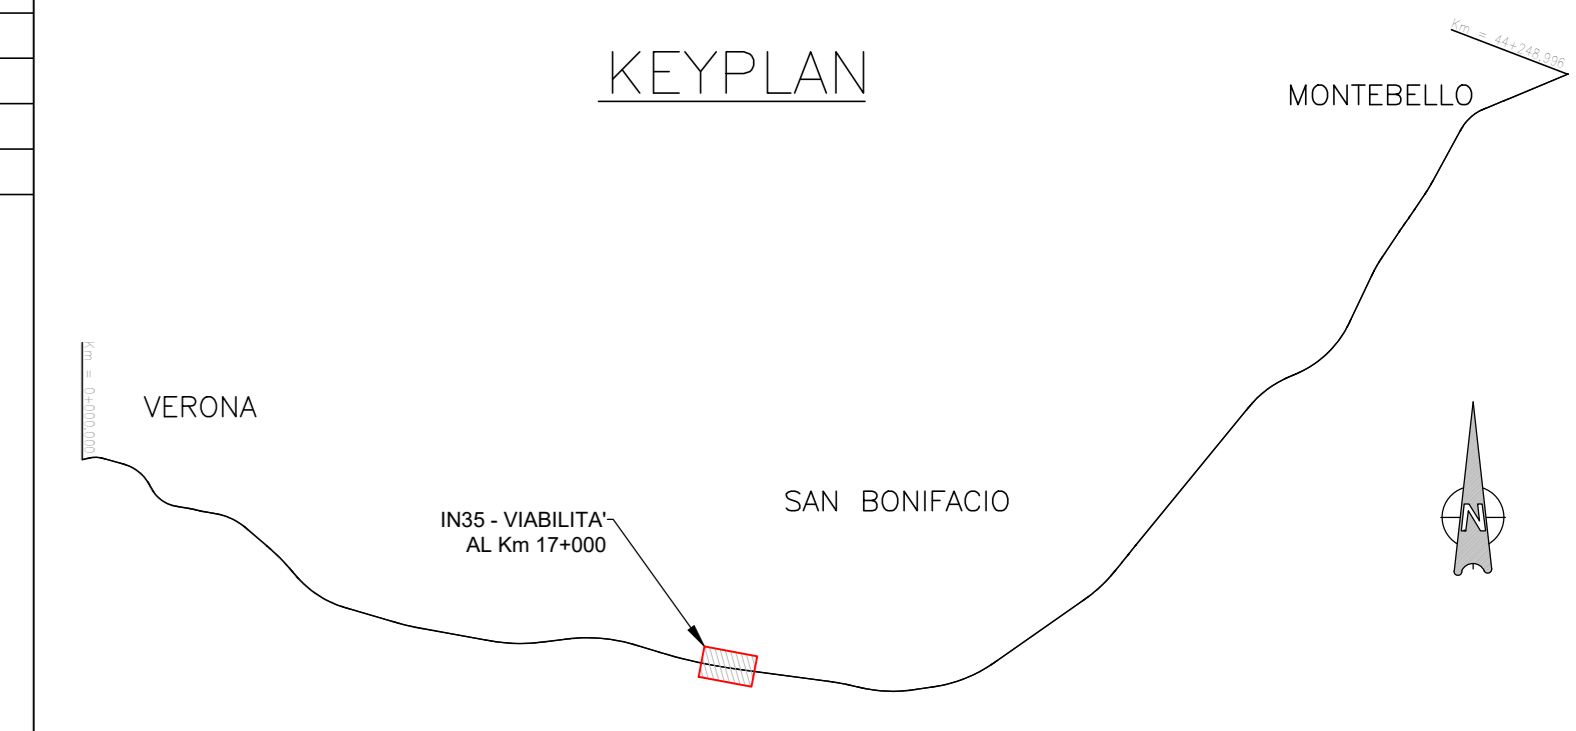 KEYPLAN
Km = 44+248,996
MONTEBELLO
Km = 0+000,000
VERONA
SAN BONIFACIO
IN35 - VIABILITA'
AL Km 17+000
N